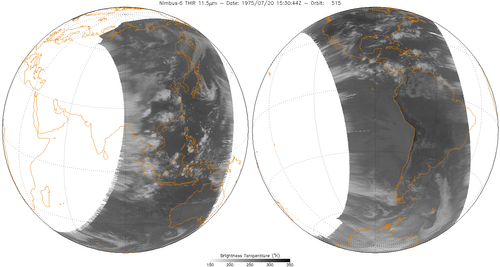 Nimbus-6 THIR 11.5µm - Date: 1975/07/20 15:30:44Z - Orbit: 515
Brightness Temperature (°K)
150 200 250 300 350